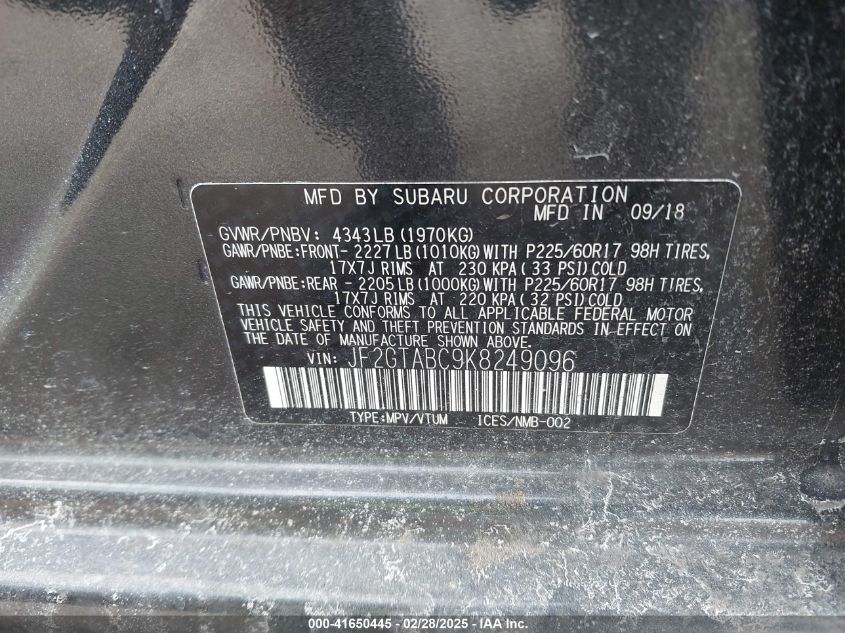 MFD BY SUBARU CORPORATION
MFD IN 09/18
GVWR/PNBV: 4343LB(1970KG)
GAWR/PNBE:FRONT- 2227LB(1010KG)WITH P225/60R17 98H TIRES,
17X7J RIMS AT 230 KPA(33 PSI)COLD
GAWR/PNBE:REAR - 2205LB(1000KG)WITH P225/60R17 98H TIRES,
17X7J RIMS AT 220 KPA(32 PSI)COLD
THIS VEHICLE CONFORMS TO ALL APPLICABLE FEDERAL MOTOR
VEHICLE SAFETY AND THEFT PREVENTION STANDARDS IN EFFECT ON
THE DATE OF MANUFACTURE SHOWN ABOVE.
VIN: JF2GTABC9K8249096
TYPE:MPV/VTUM ICES/NMB-002
000-41650445 - 02/28/2025 - IAA Inc.